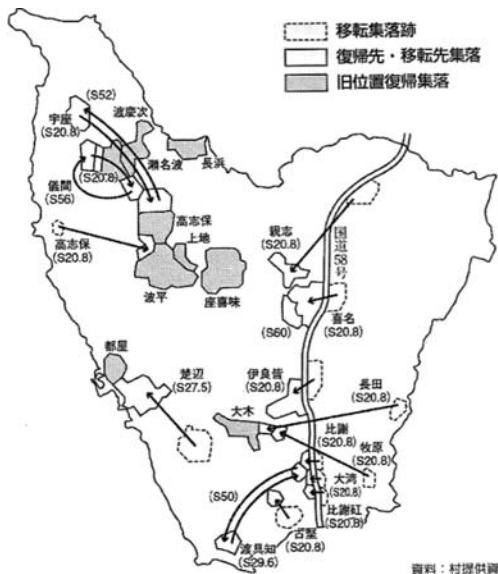 移転集落跡
復帰先・移転先集落
旧位置復帰集落
(S52)
宇座
(S20.8)
波慶次
(S20.8)
瀬名波
長浜
儀間
(S56)
高志保
高志保
(S20.8)
上地
波平
座喜味
親志
(S20.8)
国道58号
喜名
(S20.8)
(S60)
都屋
楚辺
(S27.5)
伊良皆
(S20.8)
長田
(S20.8)
大木
比謝
(S20.8)
牧原
(S20.8)
大湾
(S20.8)
比謝紅
(S20.8)
(S50)
古堅
(S20.8)
渡具知
(S29.6)
資料：村提供資